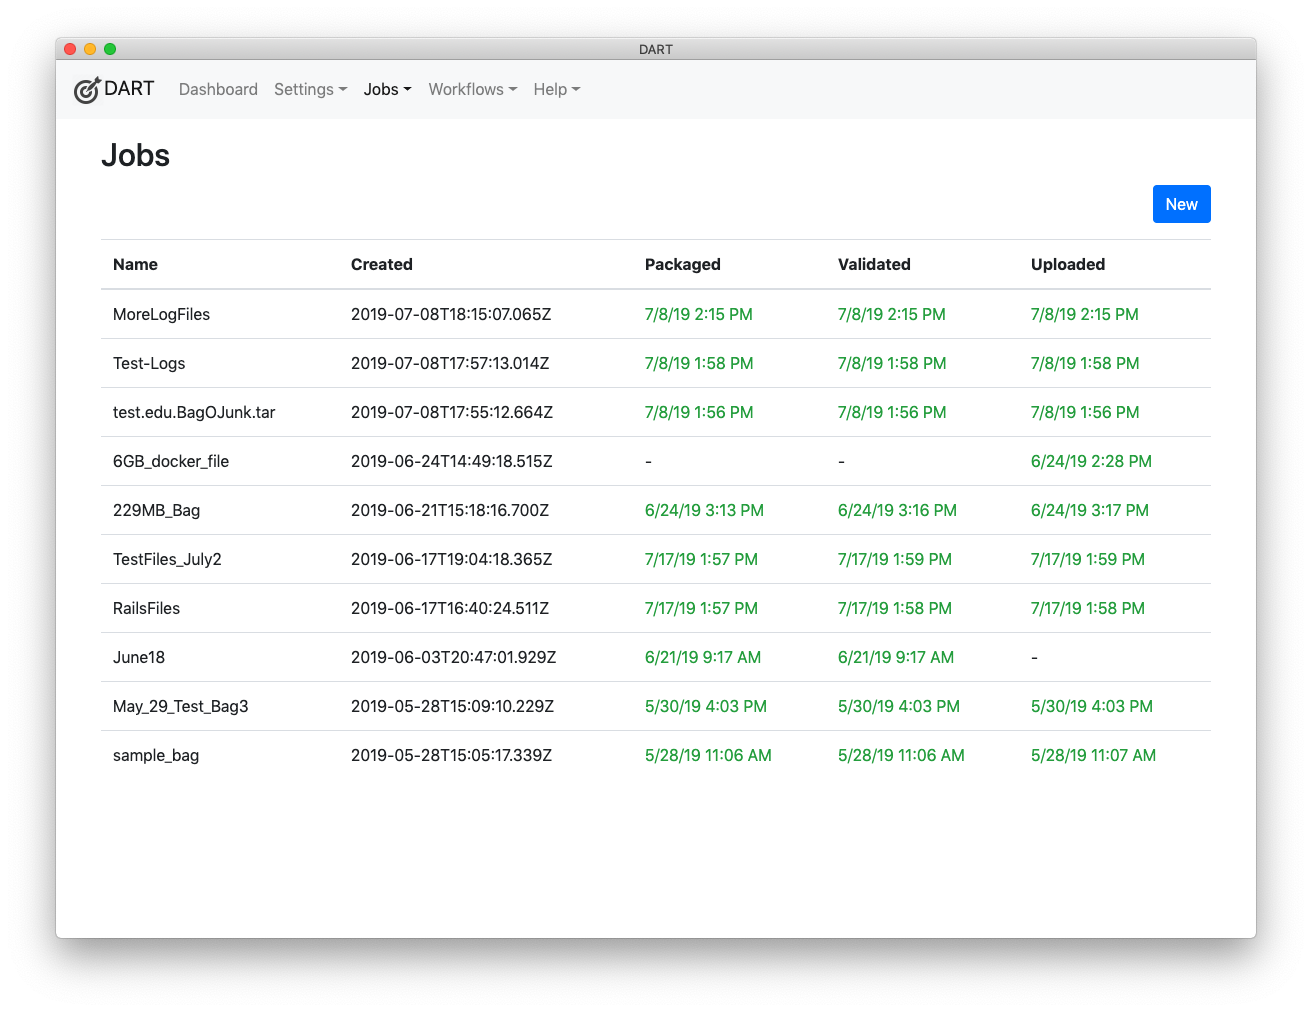 DART
DART Dashboard Settings Jobs Workflows Help
Jobs
New
Name Created Packaged Validated Uploaded
MoreLogFiles 2019-07-08T18:15:07.065Z 7/8/19 2:15 PM 7/8/19 2:15 PM 7/8/19 2:15 PM
Test-Logs 2019-07-08T17:57:13.014Z 7/8/19 1:58 PM 7/8/19 1:58 PM 7/8/19 1:58 PM
test.edu.BagOJunk.tar 2019-07-08T17:55:12.664Z 7/8/19 1:56 PM 7/8/19 1:56 PM 7/8/19 1:56 PM
6GB_docker_file 2019-06-24T14:49:18.515Z - - 6/24/19 2:28 PM
229MB_Bag 2019-06-21T15:18:16.700Z 6/24/19 3:13 PM 6/24/19 3:16 PM 6/24/19 3:17 PM
TestFiles_July2 2019-06-17T19:04:18.365Z 7/17/19 1:57 PM 7/17/19 1:59 PM 7/17/19 1:59 PM
RailsFiles 2019-06-17T16:40:24.511Z 7/17/19 1:57 PM 7/17/19 1:58 PM 7/17/19 1:58 PM
June18 2019-06-03T20:47:01.929Z 6/21/19 9:17 AM 6/21/19 9:17 AM -
May_29_Test_Bag3 2019-05-28T15:09:10.229Z 5/30/19 4:03 PM 5/30/19 4:03 PM 5/30/19 4:03 PM
sample_bag 2019-05-28T15:05:17.339Z 5/28/19 11:06 AM 5/28/19 11:06 AM 5/28/19 11:07 AM